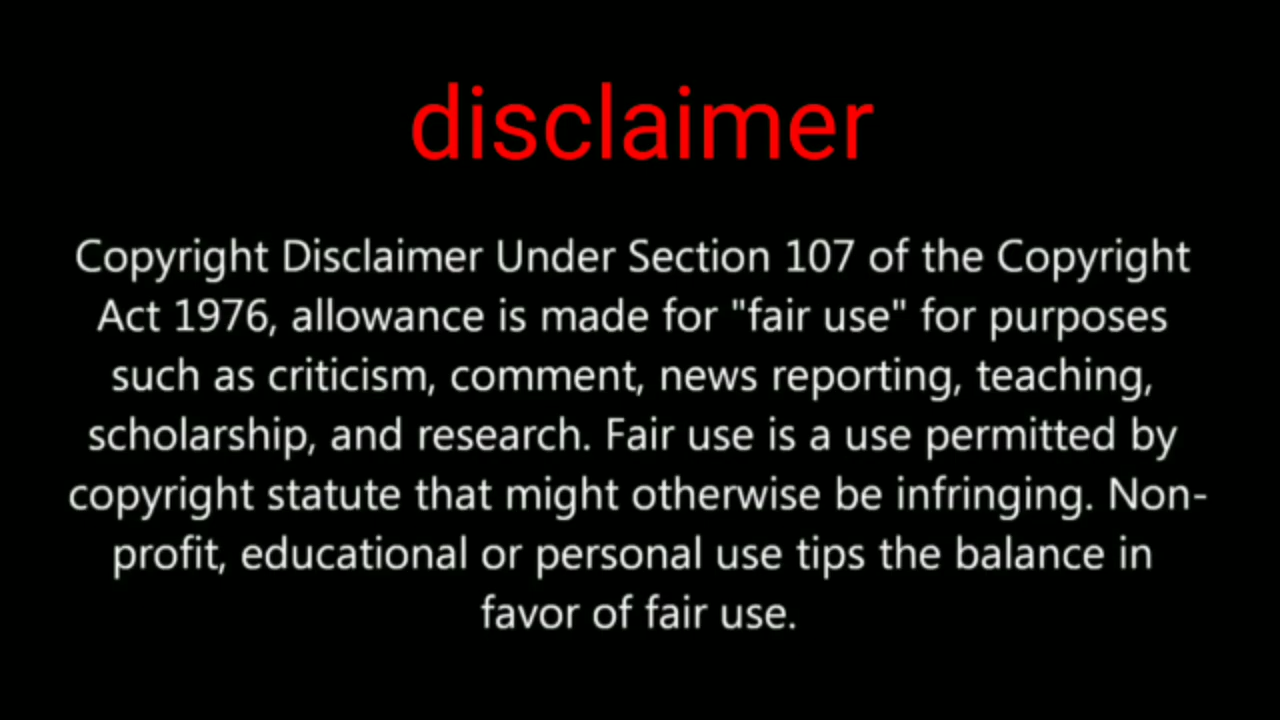 disclaimer
Copyright Disclaimer Under Section 107 of the Copyright
Act 1976, allowance is made for "fair use" for purposes
such as criticism, comment, news reporting, teaching,
scholarship, and research. Fair use is a use permitted by
copyright statute that might otherwise be infringing. Non-
profit, educational or personal use tips the balance in
favor of fair use.